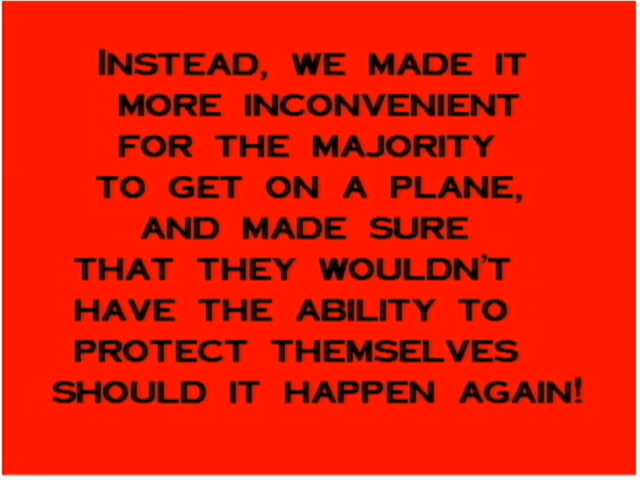 INSTEAD, WE MADE IT
MORE INCONVENIENT
FOR THE MAJORITY
TO GET ON A PLANE,
AND MADE SURE
THAT THEY WOULDN'T
HAVE THE ABILITY TO
PROTECT THEMSELVES
SHOULD IT HAPPEN AGAIN!